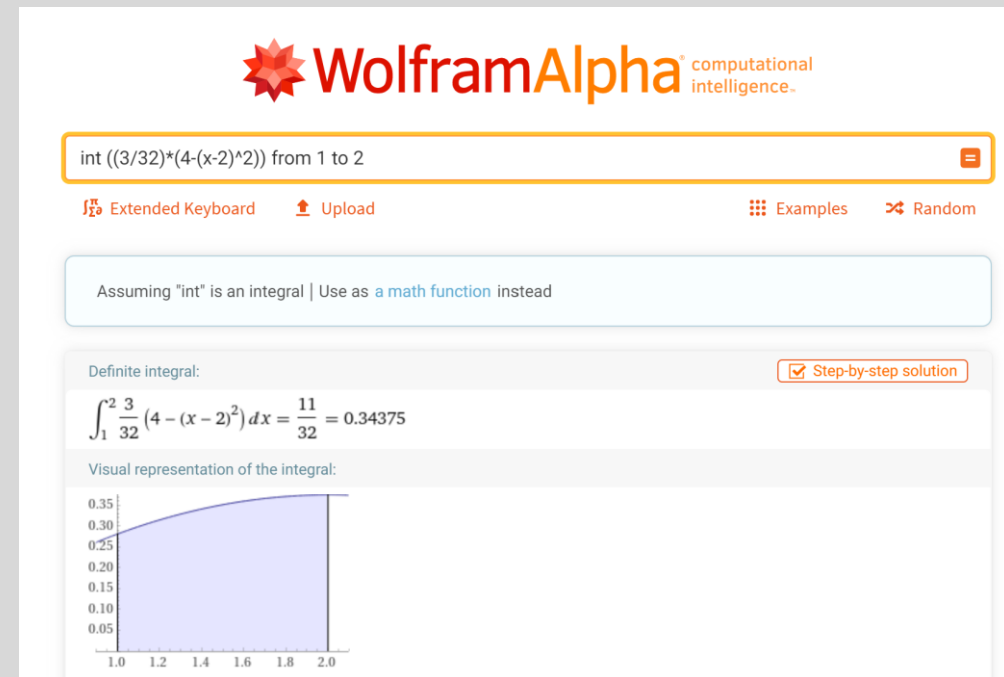 WolframAlpha computational intelligence™
int ((3/32)*(4-(x-2)^2)) from 1 to 2
Extended Keyboard Upload Examples Random
Assuming "int" is an integral | Use as a math function instead
Definite integral: Step-by-step solution
∫₁² 3/32 (4 – (x – 2)²) dx = 11/32 = 0.34375
Visual representation of the integral:
0.35
0.30
0.25
0.20
0.15
0.10
0.05
1.0 1.2 1.4 1.6 1.8 2.0